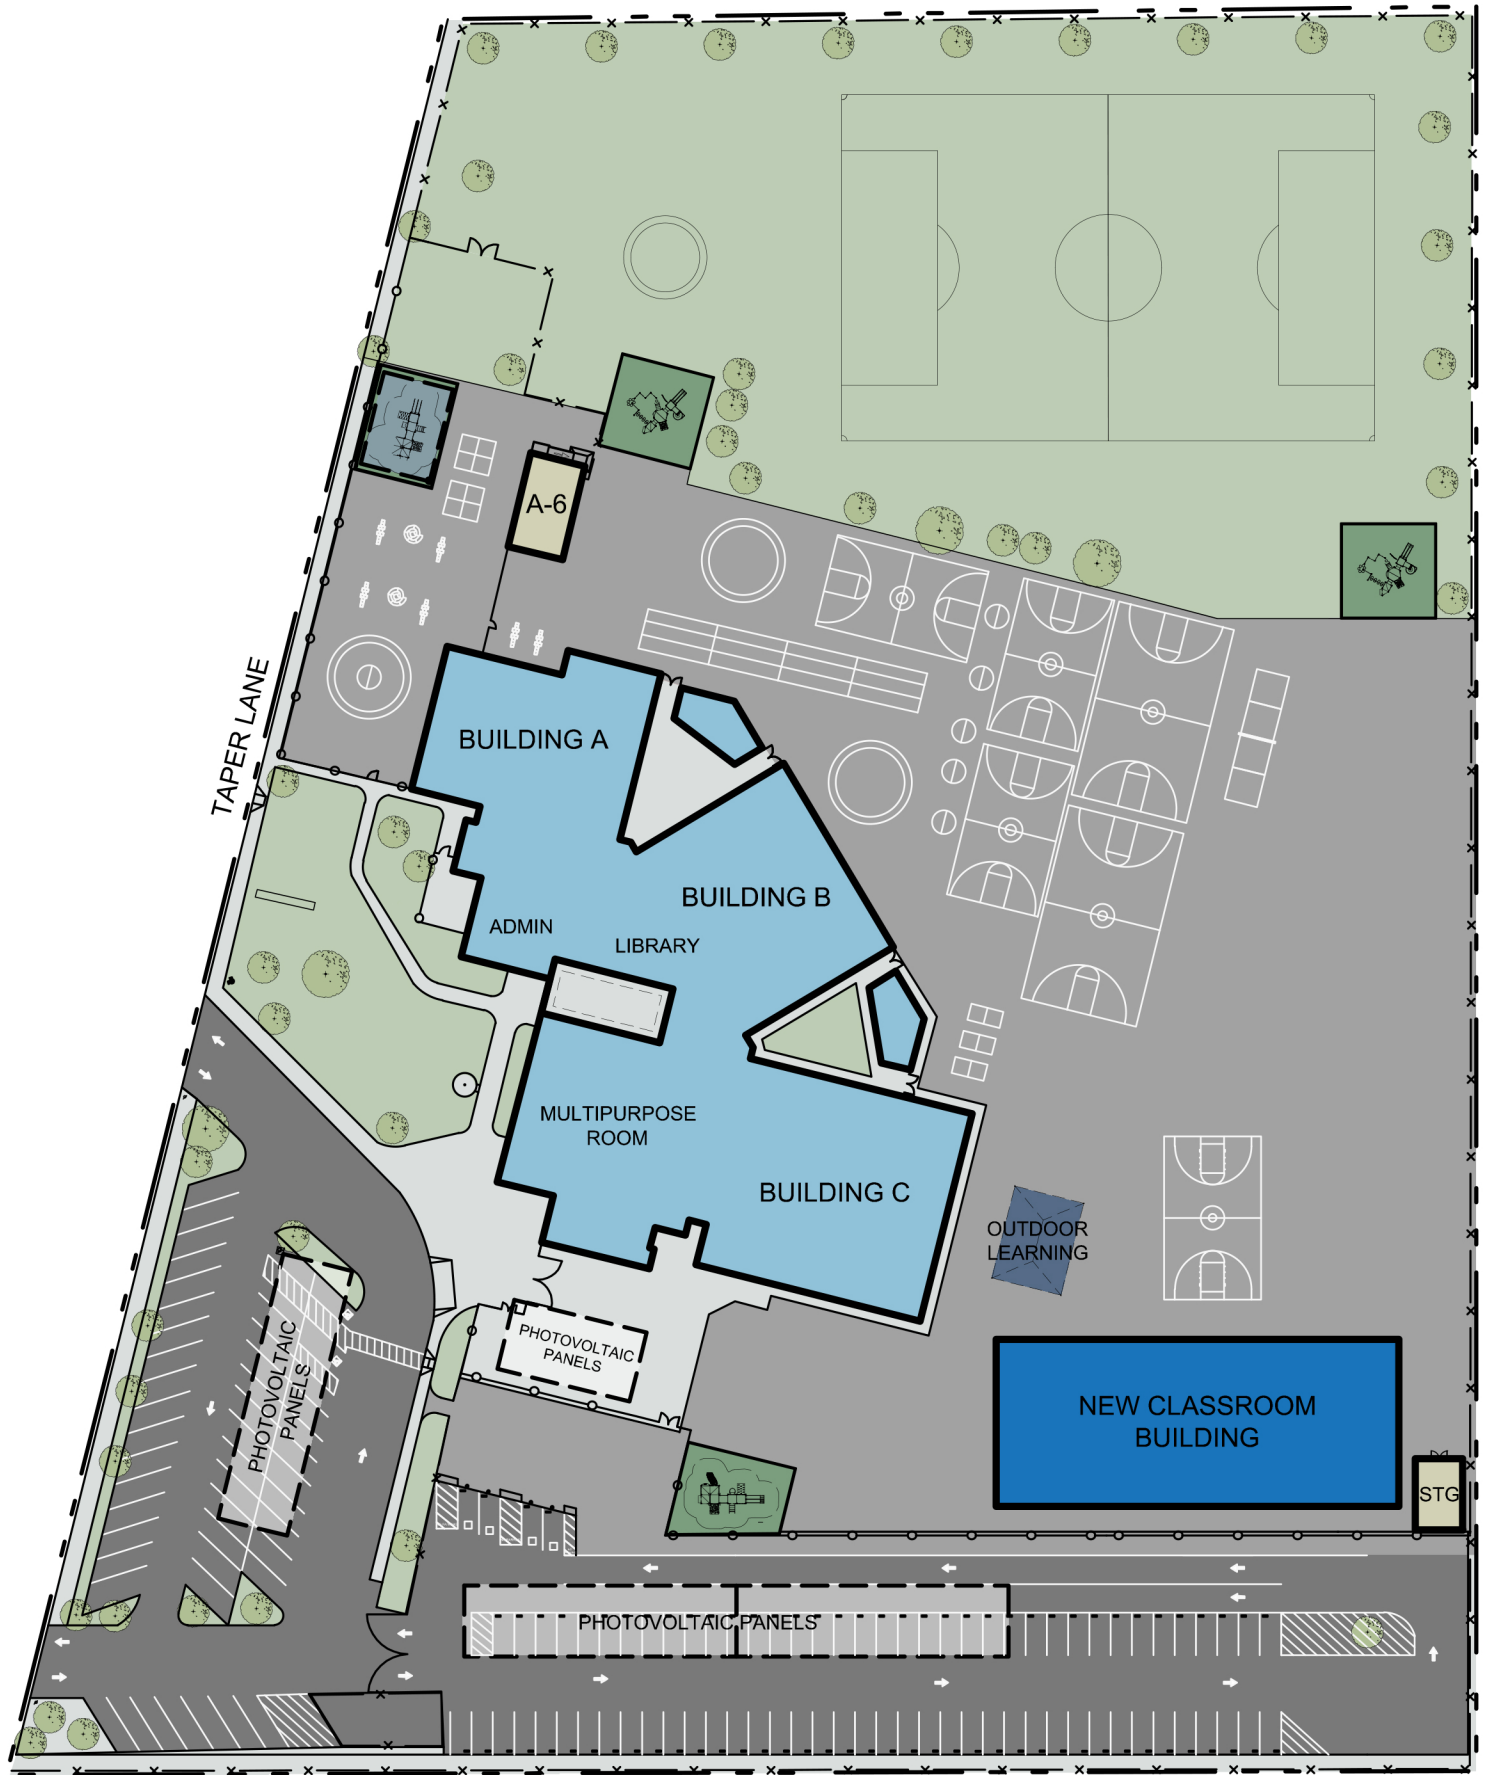 A-6
TAPER LANE
BUILDING A
BUILDING B
ADMIN
LIBRARY
MULTIPURPOSE
ROOM
BUILDING C
OUTDOOR
LEARNING
PHOTOVOLTAIC
PANELS
PHOTOVOLTAIC
PANELS
NEW CLASSROOM
BUILDING
STG
PHOTOVOLTAIC PANELS